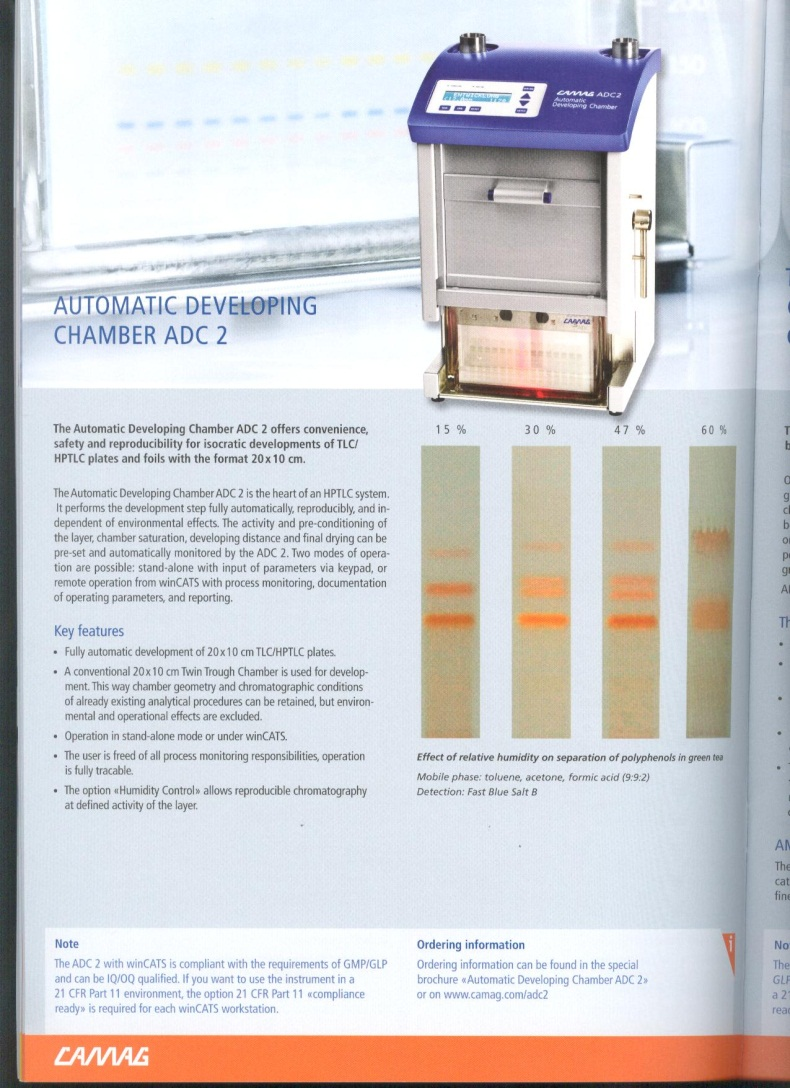 CAMAG ADC2
Automatic
Developing Chamber
CAMAG
AUTOMATIC DEVELOPING
CHAMBER ADC 2
The Automatic Developing Chamber ADC 2 offers convenience,
safety and reproducibility for isocratic developments of TLC/
HPTLC plates and foils with the format 20 x 10 cm.
The Automatic Developing Chamber ADC 2 is the heart of an HPTLC system.
It performs the development step fully automatically, reproducibly, and in-
dependent of environmental effects. The activity and pre-conditioning of
the layer, chamber saturation, developing distance and final drying can be
pre-set and automatically monitored by the ADC 2. Two modes of opera-
tion are possible: stand-alone with input of parameters via keypad, or
remote operation from winCATS with process monitoring, documentation
of operating parameters, and reporting.
Key features
• Fully automatic development of 20 x 10 cm TLC/HPTLC plates.
• A conventional 20 x 10 cm Twin Trough Chamber is used for develop-
ment. This way chamber geometry and chromatographic conditions
of already existing analytical procedures can be retained, but environ-
mental and operational effects are excluded.
• Operation in stand-alone mode or under winCATS.
• The user is freed of all process monitoring responsibilities, operation
is fully tracable.
• The option «Humidity Control» allows reproducible chromatography
at defined activity of the layer.
15 % 30 % 47 % 60 %
Effect of relative humidity on separation of polyphenols in green tea
Mobile phase: toluene, acetone, formic acid (9:9:2)
Detection: Fast Blue Salt B
Note
The ADC 2 with winCATS is compliant with the requirements of GMP/GLP
and can be IQ/OQ qualified. If you want to use the instrument in a
21 CFR Part 11 environment, the option 21 CFR Part 11 «compliance
ready» is required for each winCATS workstation.
Ordering information
Ordering information can be found in the special
brochure «Automatic Developing Chamber ADC 2»
or on www.camag.com/adc2
i
CAMAG